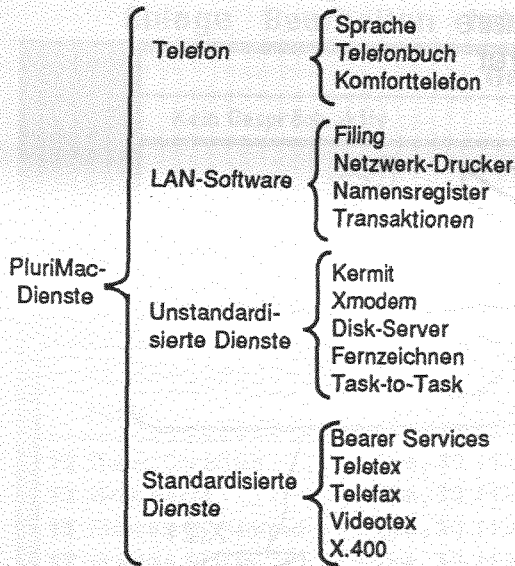 Telefon
Sprache
Telefonbuch
Komforttelefon
LAN-Software
Filing
Netzwerk-Drucker
Namensregister
Transaktionen
PluriMac-
Dienste
Unstandardi-
sierte Dienste
Kermit
Xmodem
Disk-Server
Fernzeichnen
Task-to-Task
Standardisierte
Dienste
Bearer Services
Teletex
Telefax
Videotex
X.400